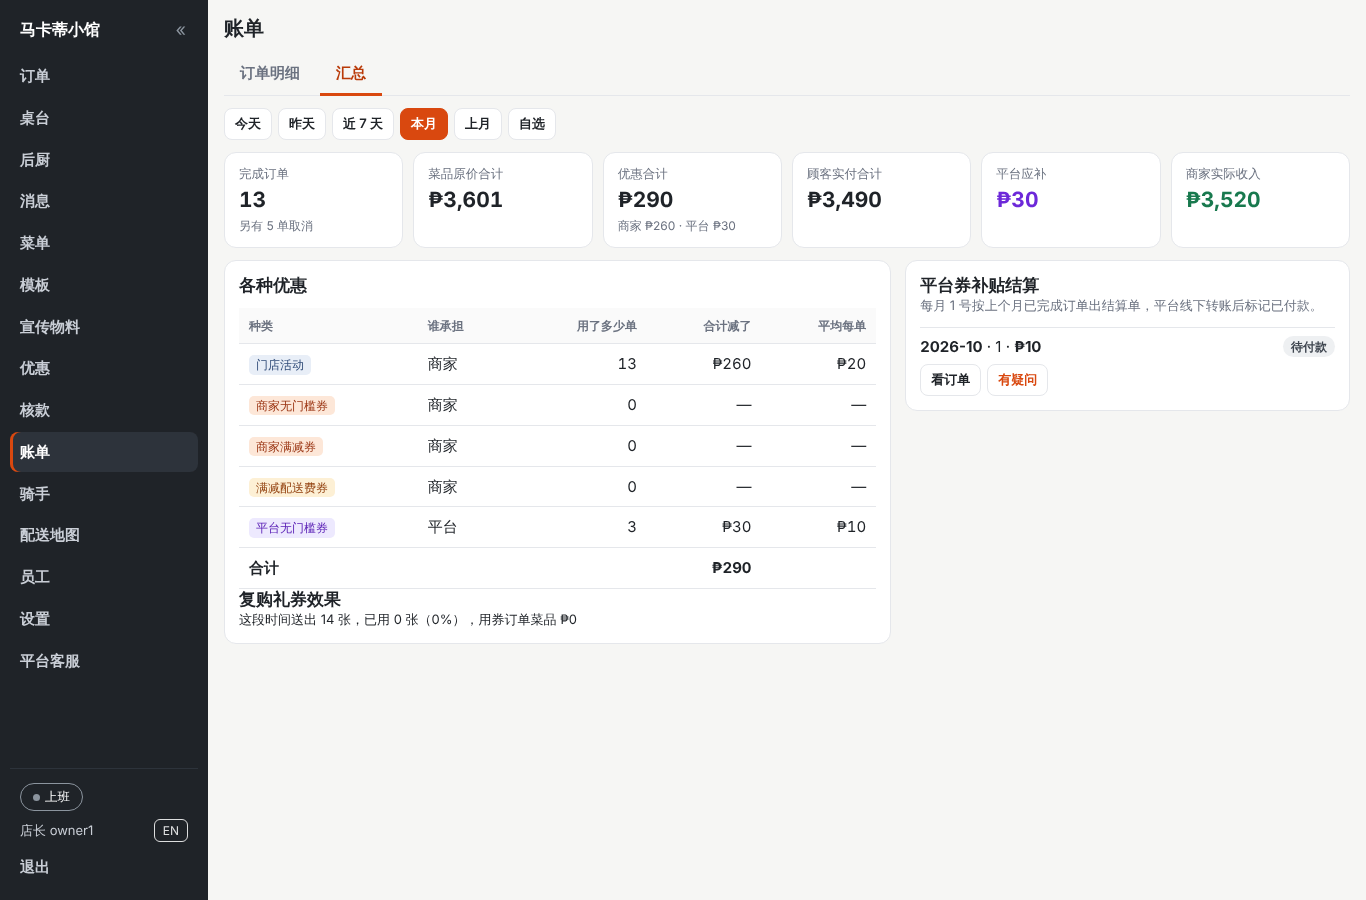 马卡蒂小馆 «
订单
桌台
后厨
消息
菜单
模板
宣传物料
优惠
核款
账单
骑手
配送地图
员工
设置
平台客服
上班
店长 owner1 EN
退出
账单
订单明细 汇总
今天 昨天 近 7 天 本月 上月 自选
完成订单
13
另有 5 单取消
菜品原价合计
₱3,601
优惠合计
₱290
商家 ₱260 · 平台 ₱30
顾客实付合计
₱3,490
平台应补
₱30
商家实际收入
₱3,520
各种优惠
种类 谁承担 用了多少单 合计减了 平均每单
门店活动 商家 13 ₱260 ₱20
商家无门槛券 商家 0 — —
商家满减券 商家 0 — —
满减配送费券 商家 0 — —
平台无门槛券 平台 3 ₱30 ₱10
合计 ₱290
复购礼券效果
这段时间送出 14 张，已用 0 张（0%），用券订单菜品 ₱0
平台券补贴结算
每月 1 号按上个月已完成订单出结算单，平台线下转账后标记已付款。
2026-10 · 1 · ₱10 待付款
看订单 有疑问